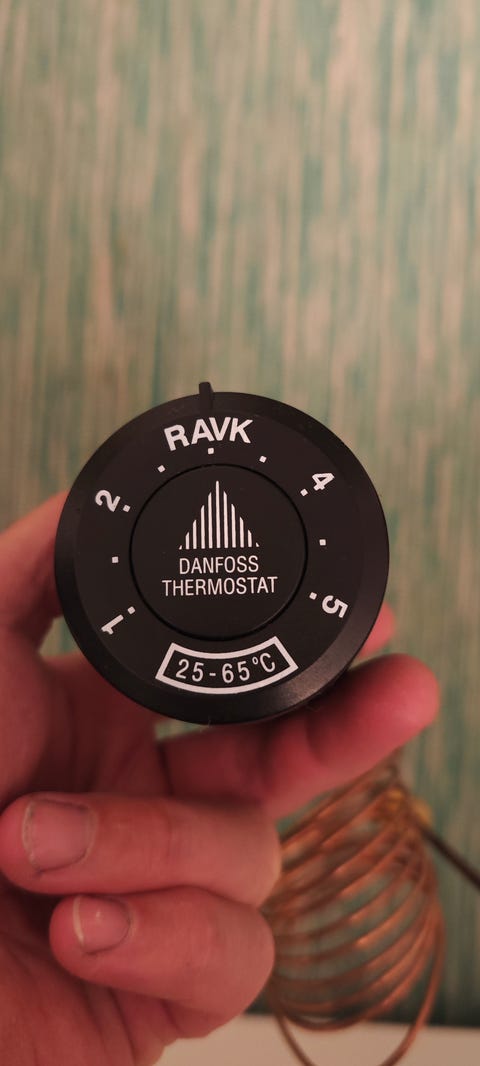 RAVK
2
4
DANFOSS
THERMOSTAT
1
5
25-65°C